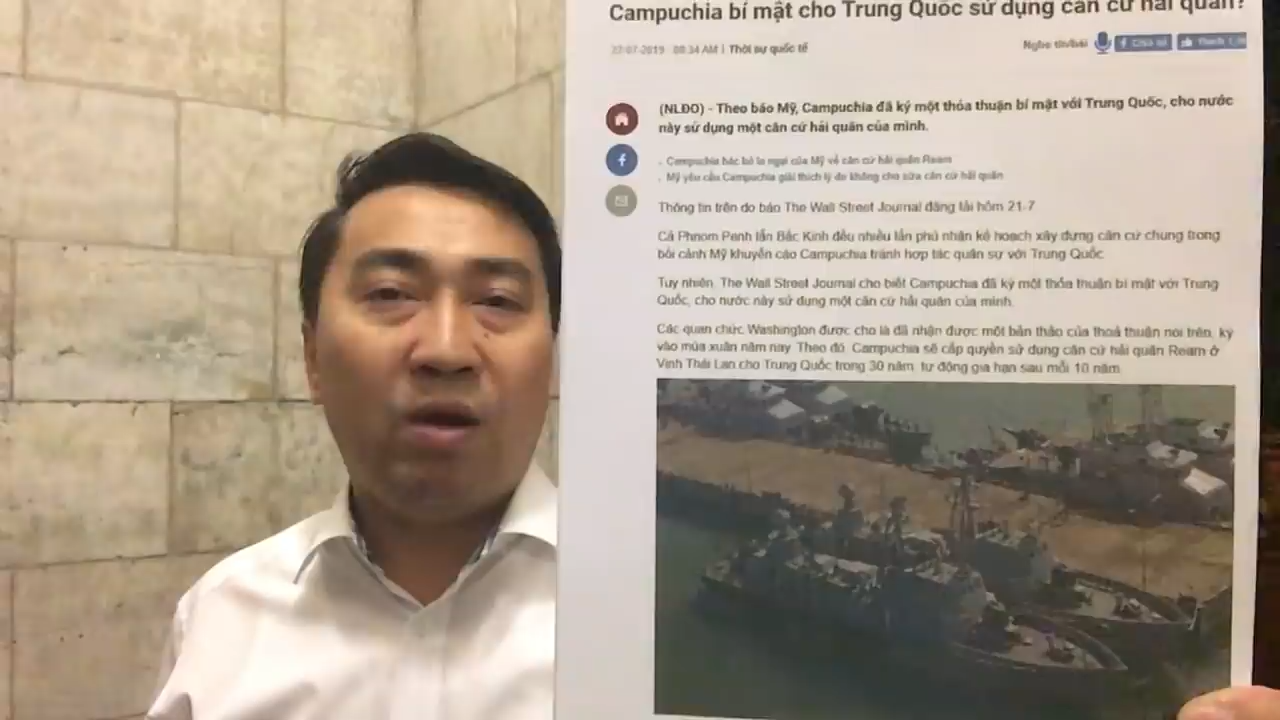 Campuchia bí mật cho Trung Quốc sử dụng căn cứ hải quân?
22-07-2019 - 08:34 AM | Thời sự quốc tế
Nghe tin/bài
(NLĐO) - Theo báo Mỹ, Campuchia đã ký một thỏa thuận bí mật với Trung Quốc, cho nước
này sử dụng một căn cứ hải quân của mình.
Campuchia bác bỏ lo ngại của Mỹ về căn cứ hải quân Ream
Mỹ yêu cầu Campuchia giải thích lý do không cho sửa căn cứ hải quân
Thông tin trên do báo The Wall Street Journal đăng tải hôm 21-7.
Cả Phnom Penh lẫn Bắc Kinh đều nhiều lần phủ nhận kế hoạch xây dựng căn cứ chung trong
bối cảnh Mỹ khuyến cáo Campuchia tránh hợp tác quân sự với Trung Quốc.
Tuy nhiên, The Wall Street Journal cho biết Campuchia đã ký một thỏa thuận bí mật với Trung
Quốc, cho nước này sử dụng một căn cứ hải quân của mình.
Các quan chức Washington được cho là đã nhận được một bản thảo của thoả thuận nói trên, ký
vào mùa xuân năm nay. Theo đó, Campuchia sẽ cấp quyền sử dụng căn cứ hải quân Ream ở
Vịnh Thái Lan cho Trung Quốc trong 30 năm, tự động gia hạn sau mỗi 10 năm.